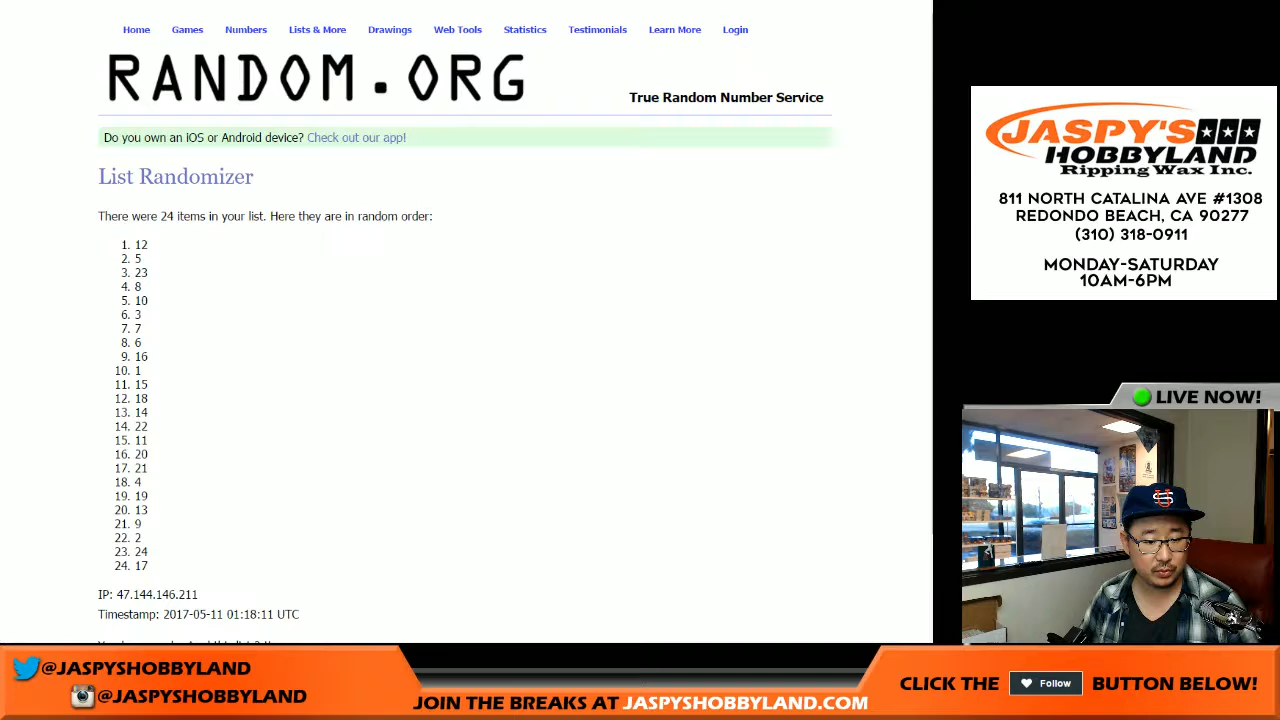 Home Games Numbers Lists & More Drawings Web Tools Statistics Testimonials Learn More Login
RANDOM.ORG
True Random Number Service
Do you own an iOS or Android device? Check out our app!
List Randomizer
There were 24 items in your list. Here they are in random order:
1. 12
2. 5
3. 23
4. 8
5. 10
6. 3
7. 7
8. 6
9. 16
10. 1
11. 15
12. 18
13. 14
14. 22
15. 11
16. 20
17. 21
18. 4
19. 19
20. 13
21. 9
22. 2
23. 24
24. 17
IP: 47.144.146.211
Timestamp: 2017-05-11 01:18:11 UTC
JASPY'S
HOBBYLAND
Ripping Wax Inc.
811 NORTH CATALINA AVE #1308
REDONDO BEACH, CA 90277
(310) 318-0911
MONDAY-SATURDAY
10AM-6PM
LIVE NOW!
@JASPYSHOBBYLAND
@JASPYSHOBBYLAND
JOIN THE BREAKS AT JASPYSHOBBYLAND.COM
CLICK THE Follow BUTTON BELOW!